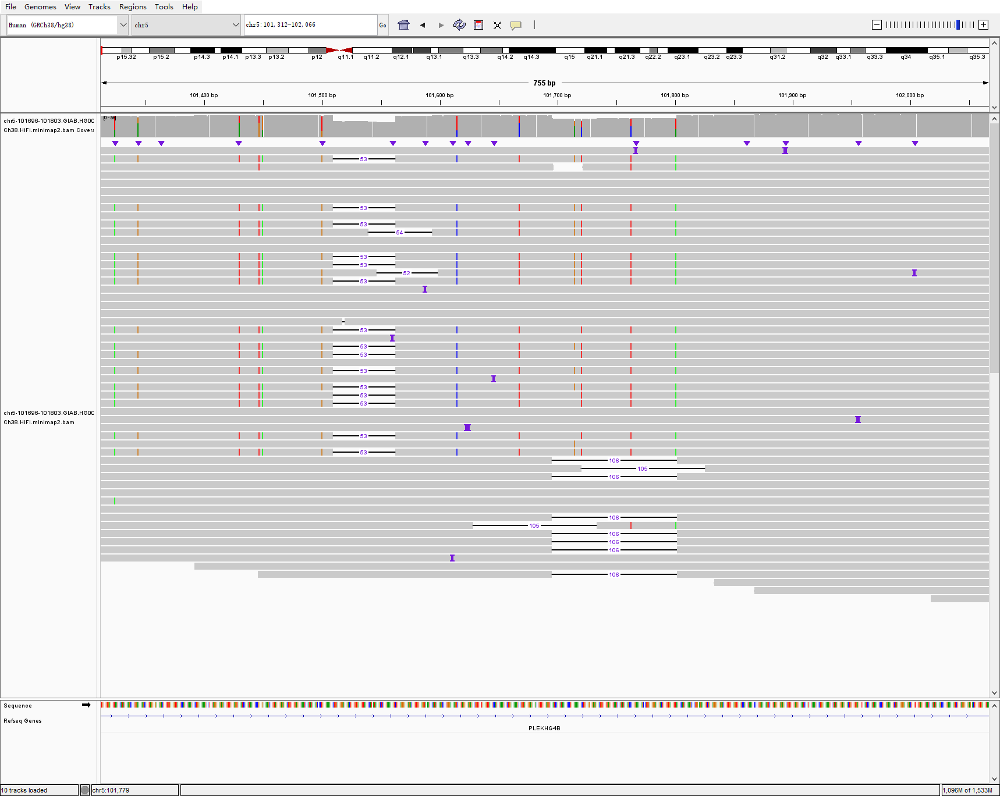 File Genomes View Tracks Regions Tools Help
Human (GRCh38/hg38) chr5 chr5:101,312-102,066 Go
p15.32 p15.2 p14.3 p14.1 p13.3 p13.2 p12 q11.1 q11.2 q12.1 q13.1 q13.3 q14.2 q14.3 q15 q21.1 q21.3 q22.2 q23.1 q23.2 q23.3 q31.2 q32 q33.1 q33.3 q34 q35.1 q35.3
755 bp
101,400 bp 101,500 bp 101,600 bp 101,700 bp 101,800 bp 101,900 bp 102,000 bp
chr5-101696-101803.GIAB.HG00
Ch38.HiFi.minimap2.bam Covera
53
53
53
54
53
53
52
53
53
53
53
53
53
53
53
chr5-101696-101803.GIAB.HG00
Ch38.HiFi.minimap2.bam
53
53
106
105
106
106
105
106
106
106
106
Sequence
Refseq Genes
PLEKHG4B
10 tracks loaded chr5:101,779 1,096M of 1,533M